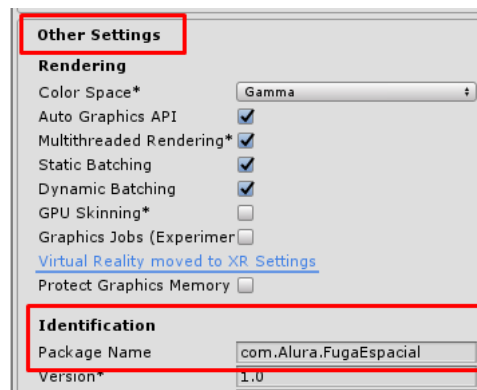 Other Settings
Rendering
Color Space* Gamma
Auto Graphics API
Multithreaded Rendering*
Static Batching
Dynamic Batching
GPU Skinning*
Graphics Jobs (Experimer
Virtual Reality moved to XR Settings
Protect Graphics Memory
Identification
Package Name com.Alura.FugaEspacial
Version* 1.0